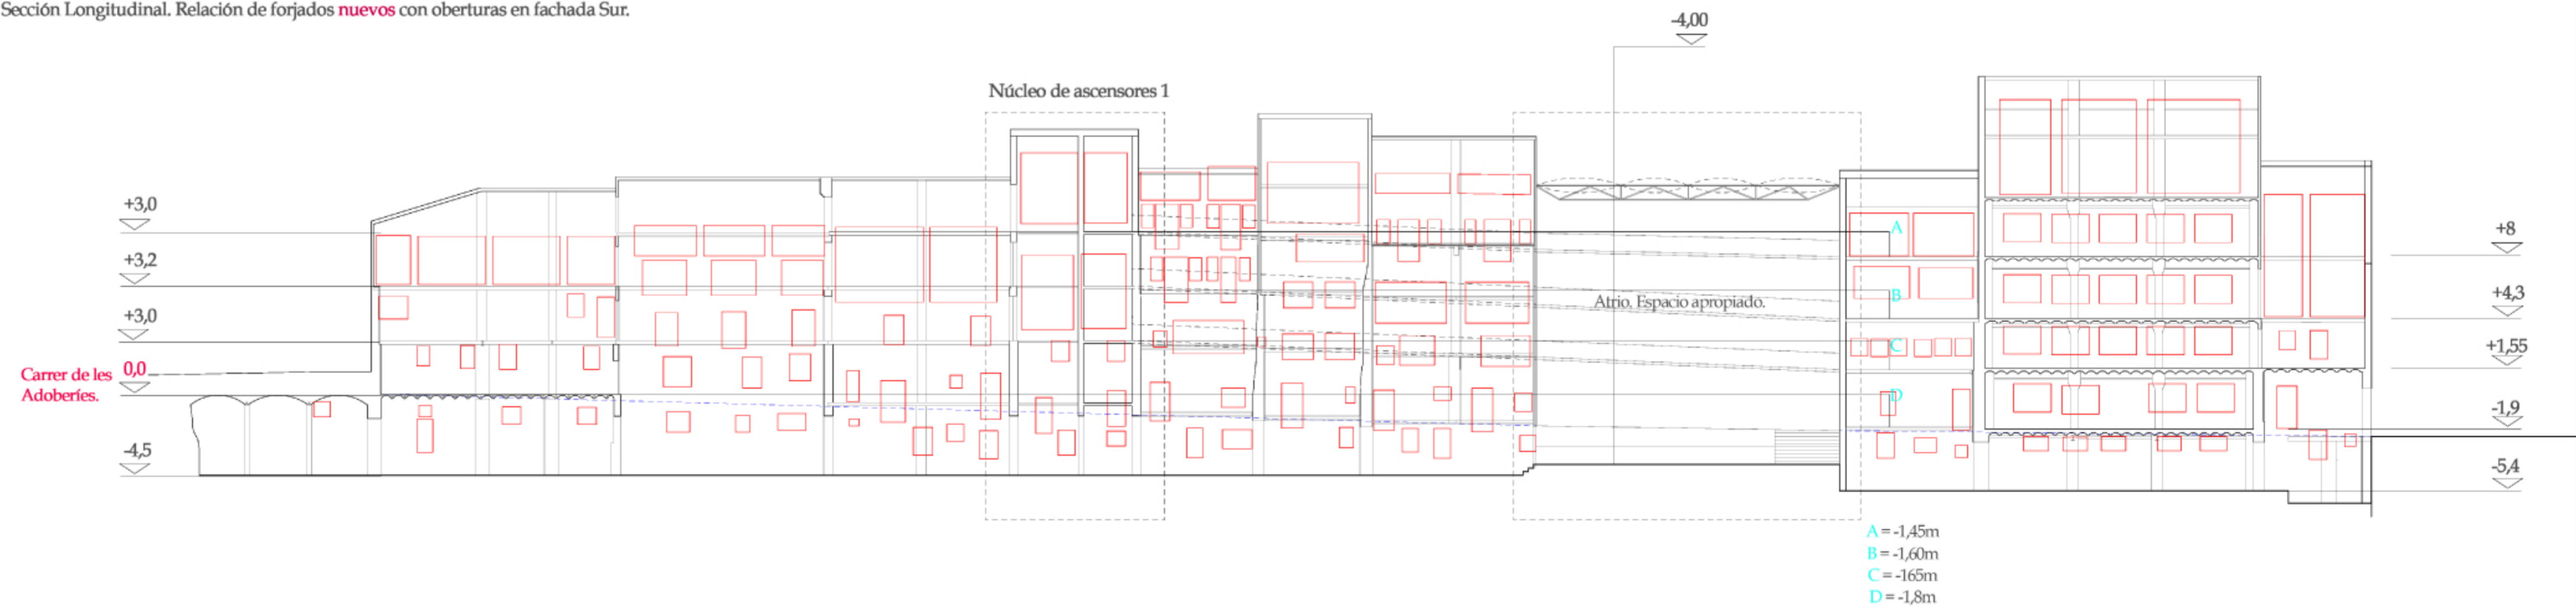 Sección Longitudinal. Relación de forjados nuevos con oberturas en fachada Sur.
-4,00
Núcleo de ascensores 1
+3,0
+3,2
+3,0
Carrer de les
Adoberíes.
0,0
-4,5
Atrio. Espacio apropiado.
A
B
C
D
+8
+4,3
+1,55
-1,9
-5,4
A = -1,45m
B = -1,60m
C = -165m
D = -1,8m